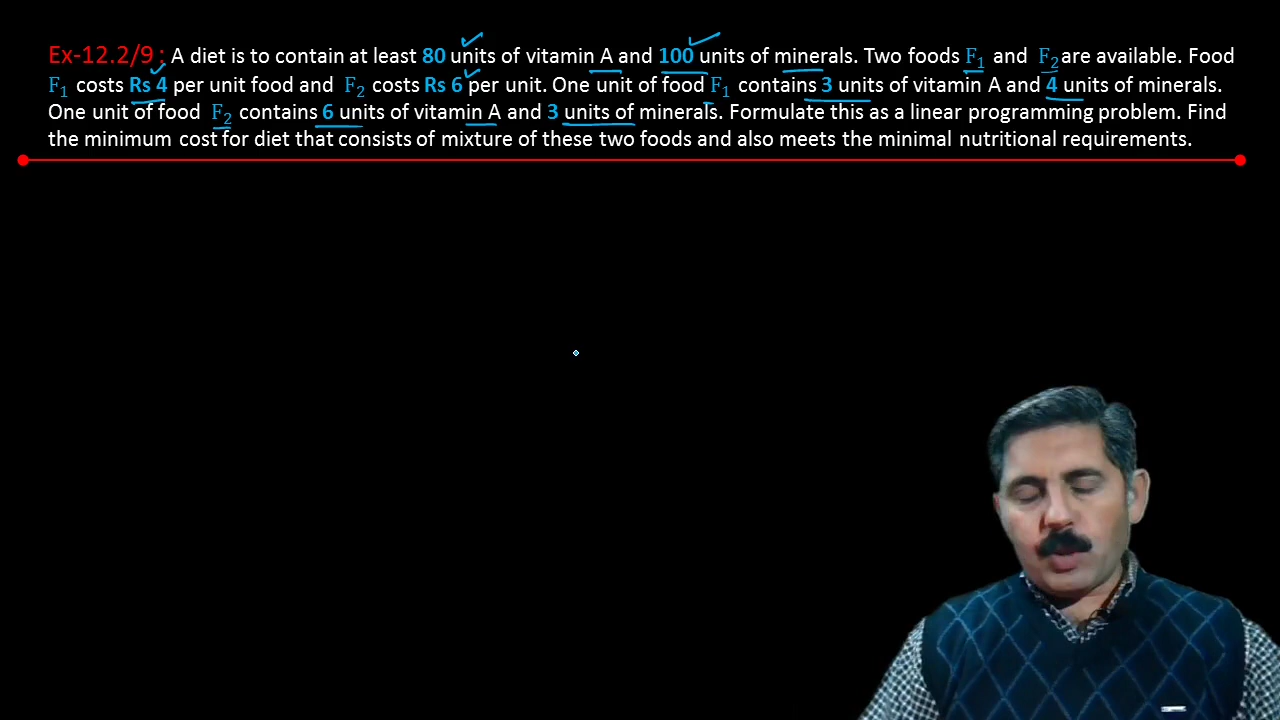 Ex-12.2/9 : A diet is to contain at least 80 units of vitamin A and 100 units of minerals. Two foods F₁ and F₂ are available. Food
F₁ costs Rs 4 per unit food and F₂ costs Rs 6 per unit. One unit of food F₁ contains 3 units of vitamin A and 4 units of minerals.
One unit of food F₂ contains 6 units of vitamin A and 3 units of minerals. Formulate this as a linear programming problem. Find
the minimum cost for diet that consists of mixture of these two foods and also meets the minimal nutritional requirements.